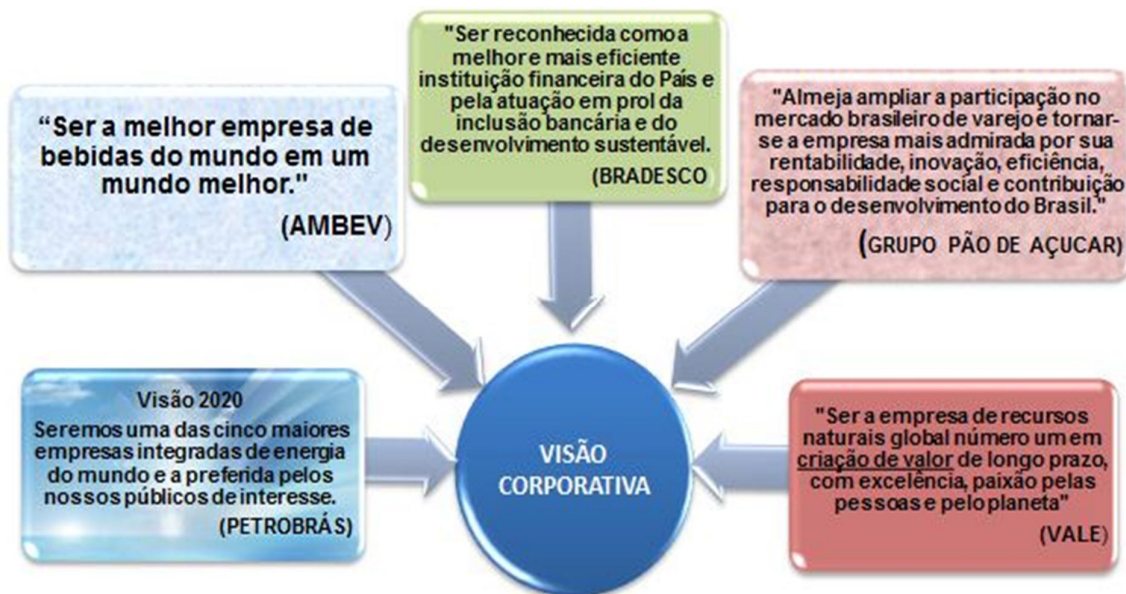 "Ser reconhecida como a
melhor e mais eficiente
instituição financeira do País e
pela atuação em prol da
inclusão bancária e do
desenvolvimento sustentável.
(BRADESCO
“Ser a melhor empresa de
bebidas do mundo em um
mundo melhor."
(AMBEV)
"Almeja ampliar a participação no
mercado brasileiro de varejo e tornar-
se a empresa mais admirada por sua
rentabilidade, inovação, eficiência,
responsabilidade social e contribuição
para o desenvolvimento do Brasil."
(GRUPO PÃO DE AÇUCAR)
Visão 2020
Seremos uma das cinco maiores
empresas integradas de energia
do mundo e a preferida pelos
nossos públicos de interesse.
(PETROBRÁS)
VISÃO
CORPORATIVA
"Ser a empresa de recursos
naturais global número um em
criação de valor de longo prazo,
com excelência, paixão pelas
pessoas e pelo planeta"
(VALE)